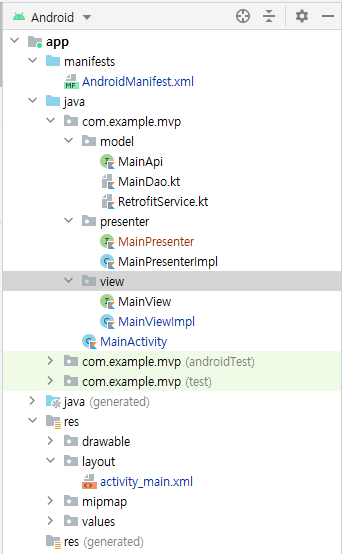 Android
app
manifests
AndroidManifest.xml
java
com.example.mvp
model
MainApi
MainDao.kt
RetrofitService.kt
presenter
MainPresenter
MainPresenterImpl
view
MainView
MainViewImpl
MainActivity
com.example.mvp (androidTest)
com.example.mvp (test)
java (generated)
res
drawable
layout
activity_main.xml
mipmap
values
res (generated)